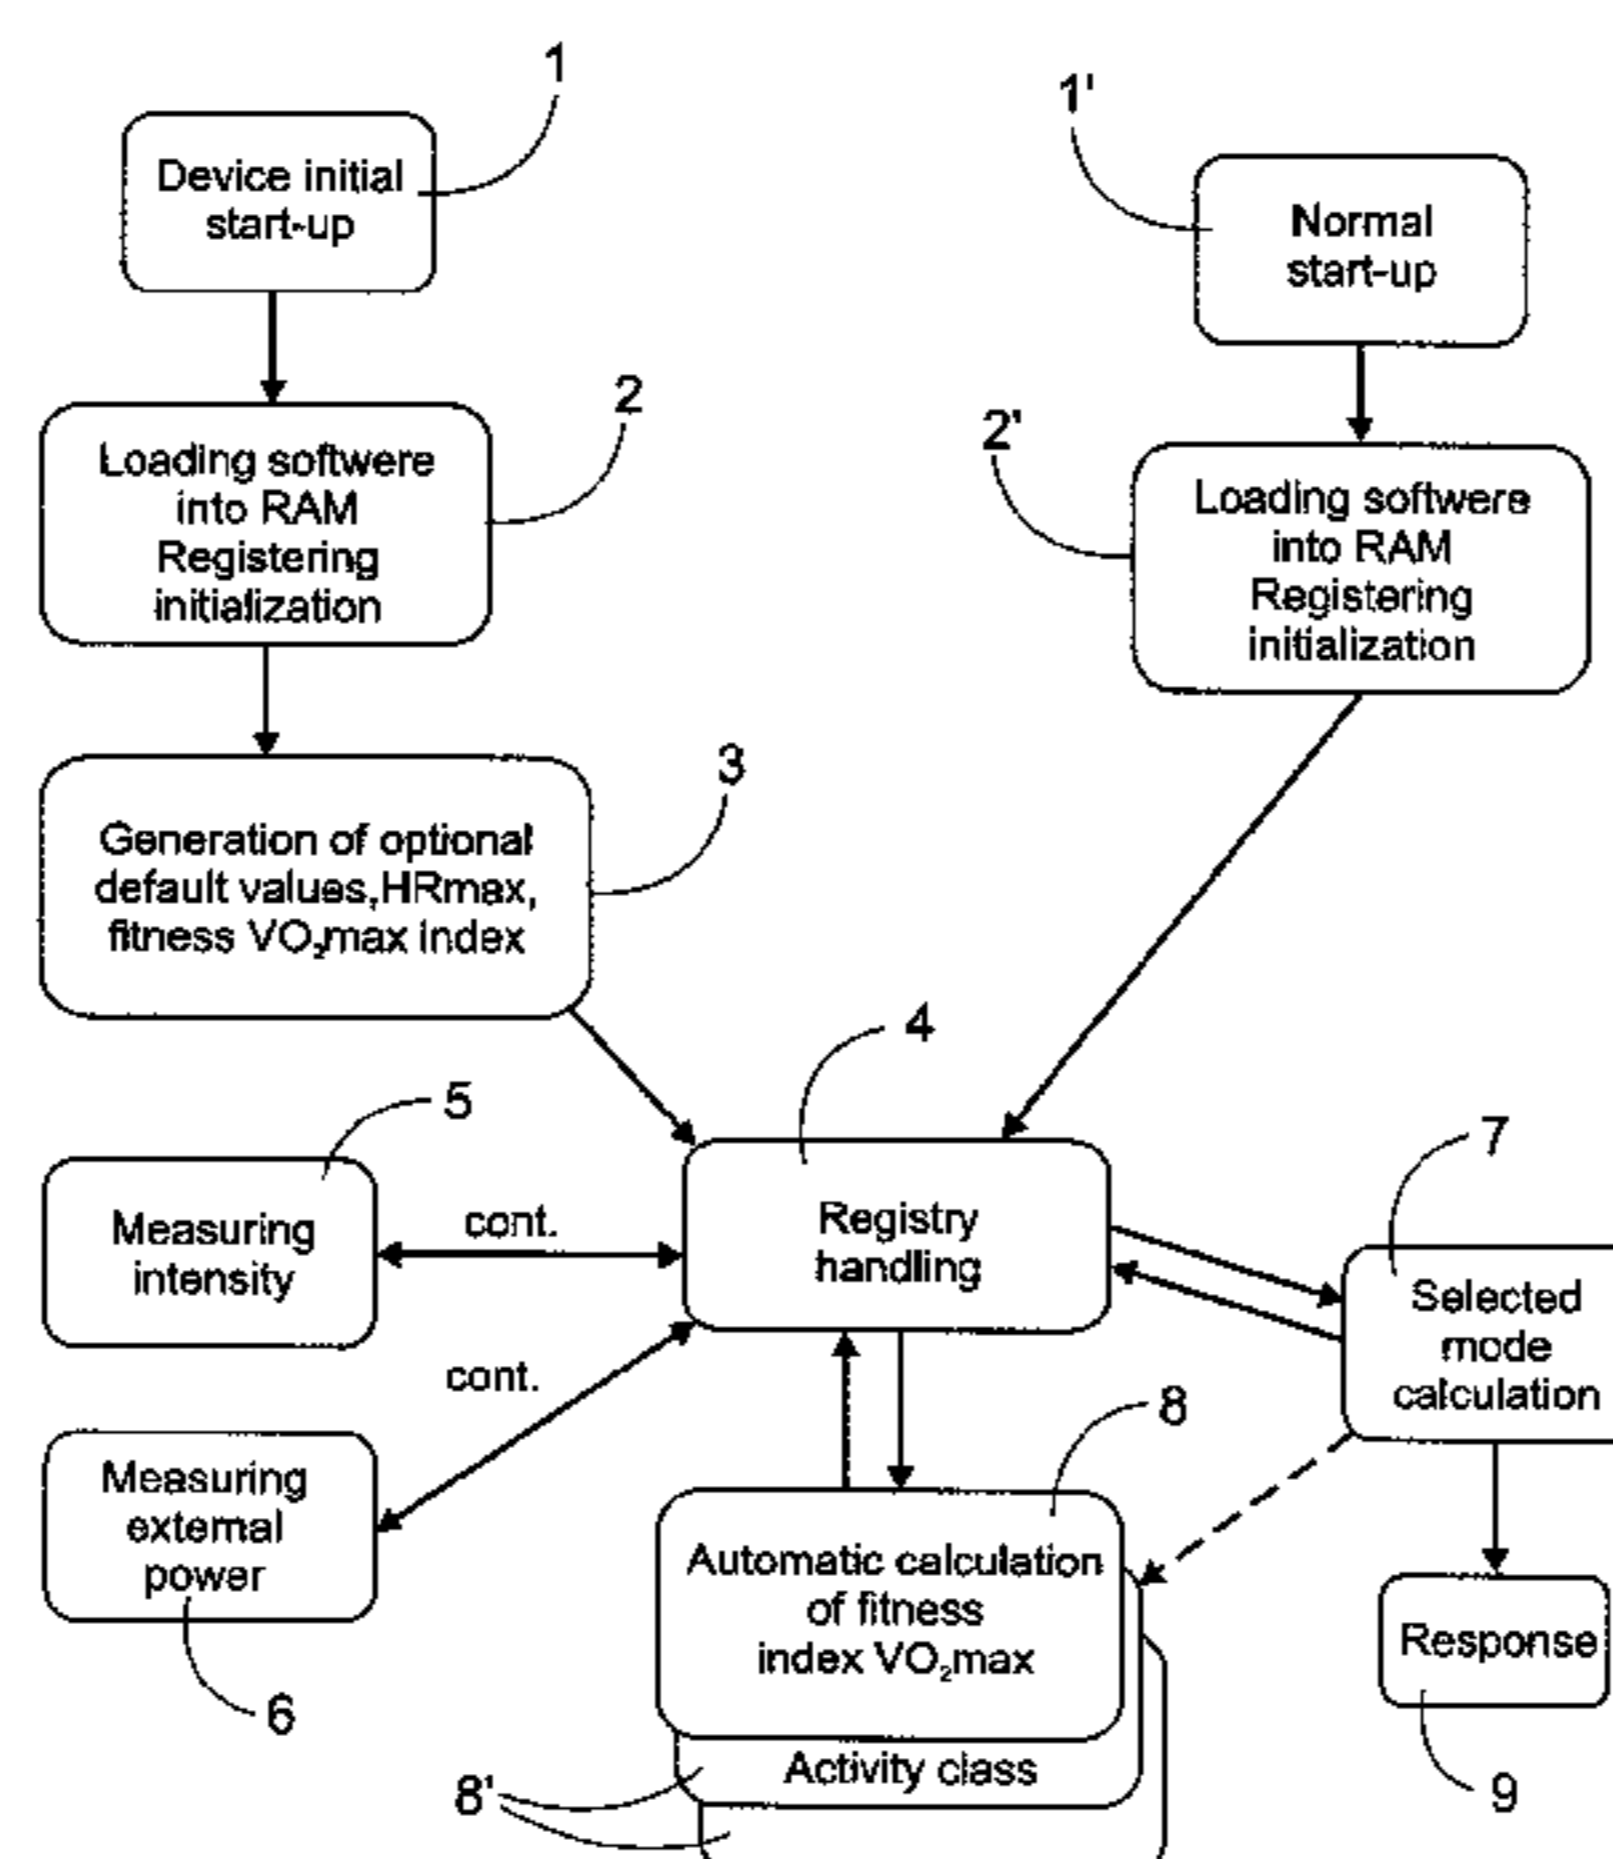 1
Device initial
start-up
1'
Normal
start-up
2
Loading softwere
into RAM
Registering
initialization
2'
Loading softwere
into RAM
Registering
initialization
3
Generation of optional
default values,HRmax,
fitness VO₂max index
4
Registry
handling
5
Measuring
intensity
cont.
cont.
6
Measuring
external
power
7
Selected
mode
calculation
8
Automatic calculation
of fitness
index VO₂max
Activity class
8'
Response
9